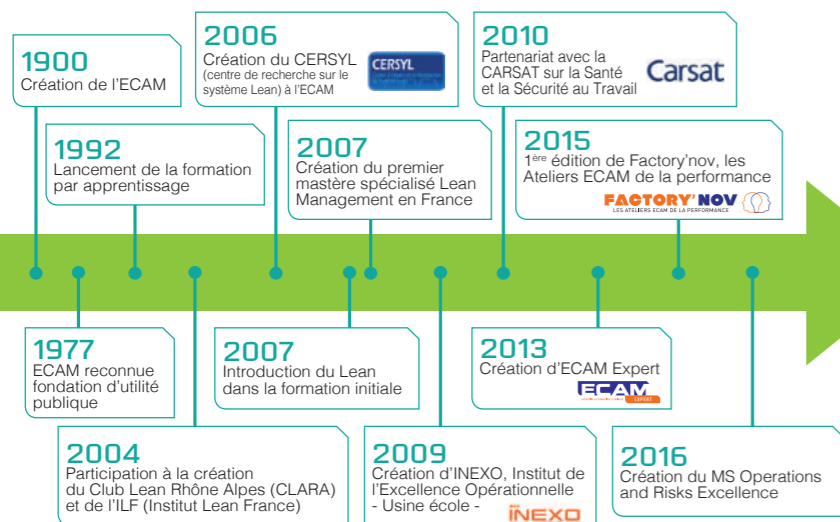 1900
Création de l'ECAM
2006
Création du CERSYL
(centre de recherche sur le
système Lean) à l'ECAM
CERSYL
2010
Partenariat avec la
CARSAT sur la Santé
et la Sécurité au Travail
Carsat
1992
Lancement de la formation
par apprentissage
2007
Création du premier
mastère spécialisé Lean
Management en France
2015
1ère édition de Factory'nov, les
Ateliers ECAM de la performance
FACTORY'NOV
LES ATELIERS ECAM DE LA PERFORMANCE
1977
ECAM reconnue
fondation d'utilité
publique
2007
Introduction du Lean
dans la formation initiale
2013
Création d'ECAM Expert
ECAM
EXPERT
2004
Participation à la création
du Club Lean Rhône Alpes (CLARA)
et de l'ILF (Institut Lean France)
2009
Création d'INEXO, Institut de
l'Excellence Opérationnelle
- Usine école -
INEXO
2016
Création du MS Operations
and Risks Excellence